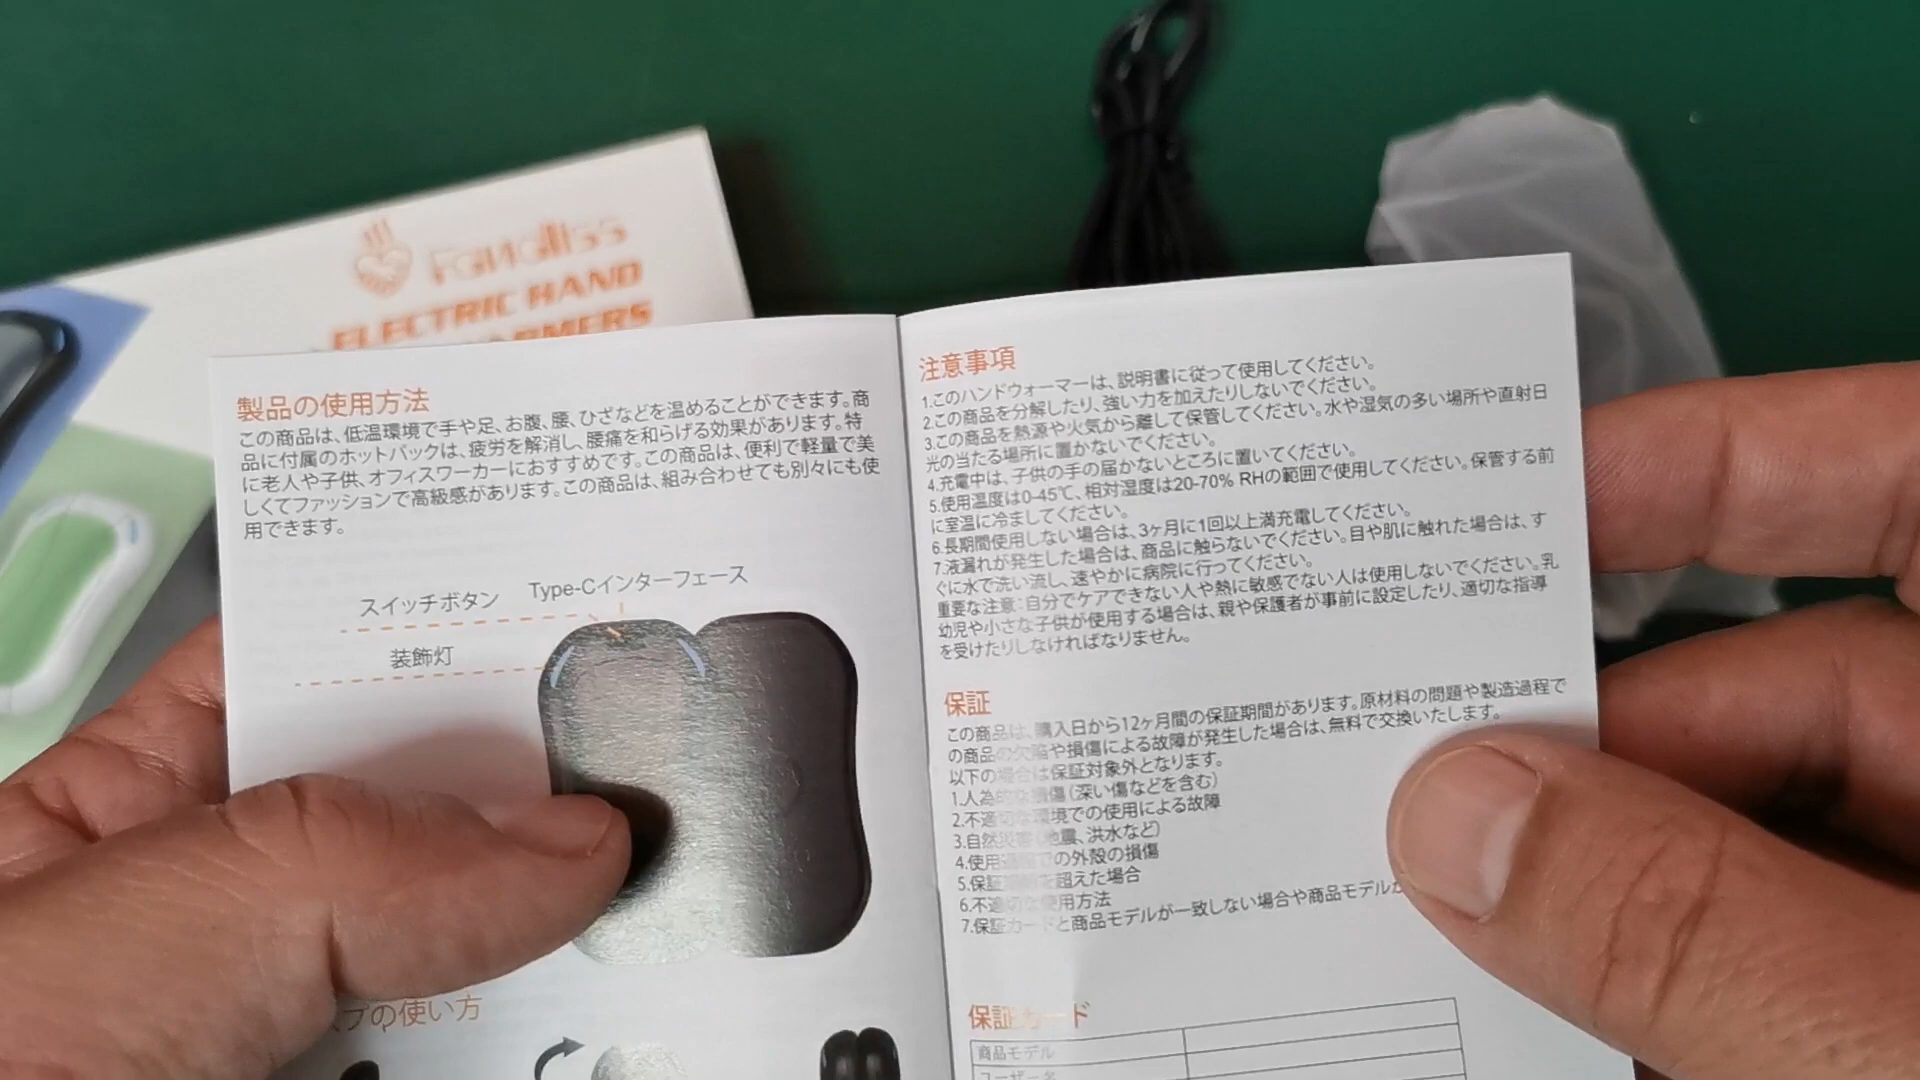 Fangliss
ELECTRIC HAND
WARMERS
製品の使用方法
この商品は、低温環境で手や足、お腹、腰、ひざなどを温めることができます。商
品に付属のホットパックは、疲労を解消し、腰痛を和らげる効果があります。特
に老人や子供、オフィスワーカーにおすすめです。この商品は、便利で軽量で美
しくてファッションで高級感があります。この商品は、組み合わせても別々にも使
用できます。
スイッチボタン
Type-Cインターフェース
装飾灯
プの使い方
注意事項
1.このハンドウォーマーは、説明書に従って使用してください。
2.この商品を分解したり、強い力を加えたりしないでください。
3.この商品を熱源や火気から離して保管してください。水や湿気の多い場所や直射日
光の当たる場所に置かないでください。
4.充電中は、子供の手の届かないところに置いてください。
5.使用温度は0-45℃、相対湿度は20-70% RHの範囲で使用してください。保管する前
に室温に冷ましてください。
6.長期間使用しない場合は、3ヶ月に1回以上満充電してください。
7.液漏れが発生した場合は、商品に触らないでください。目や肌に触れた場合は、す
ぐに水で洗い流し、速やかに病院に行ってください。
重要な注意：自分でケアできない人や熱に敏感でない人は使用しないでください。乳
幼児や小さな子供が使用する場合は、親や保護者が事前に設定したり、適切な指導
を受けたりしなければなりません。
保証
この商品は、購入日から12ヶ月間の保証期間があります。原材料の問題や製造過程で
の商品の欠陥や損傷による故障が発生した場合は、無料で交換いたします。
以下の場合は保証対象外となります。
1.人為的な損傷（深い傷などを含む）
2.不適切な環境での使用による故障
3.自然災害（地震、洪水など）
4.使用過程での外殻の損傷
5.保証期間を超えた場合
6.不適切な使用方法
7.保証カードと商品モデルが一致しない場合や商品モデルが
保証カード
商品モデル
ユーザー名